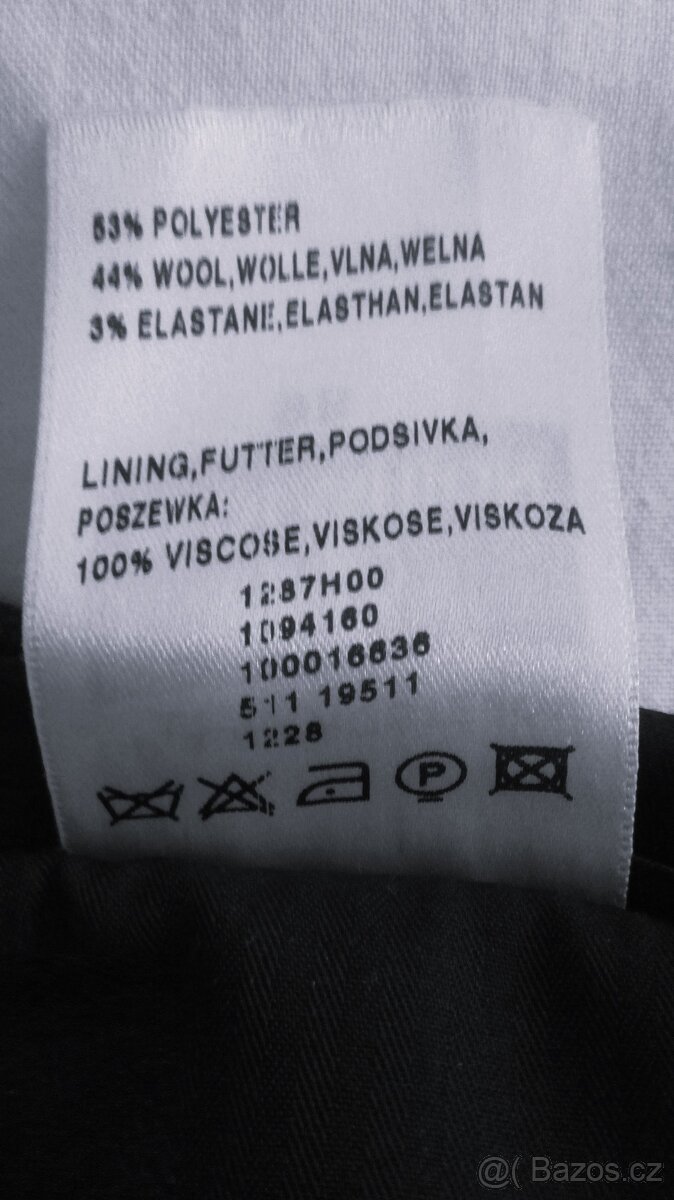 53% POLYESTER
44% WOOL,WOLLE,VLNA,WELNA
3% ELASTANE,ELASTHAN,ELASTAN
LINING,FUTTER,PODSIVKA,
POSZEWKA:
100% VISCOSE,VISKOSE,VISKOZA
1287H00
1094160
100016636
511 19511
1228
P
@( Bazos.cz